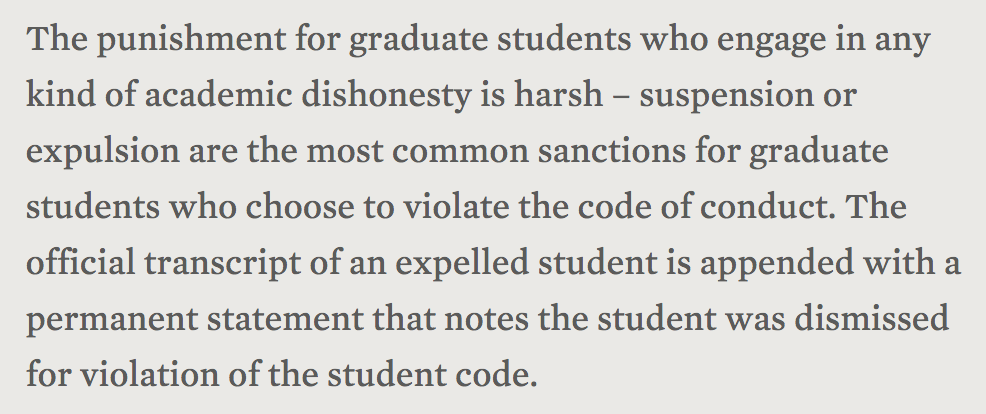 The punishment for graduate students who engage in any
kind of academic dishonesty is harsh – suspension or
expulsion are the most common sanctions for graduate
students who choose to violate the code of conduct. The
official transcript of an expelled student is appended with a
permanent statement that notes the student was dismissed
for violation of the student code.